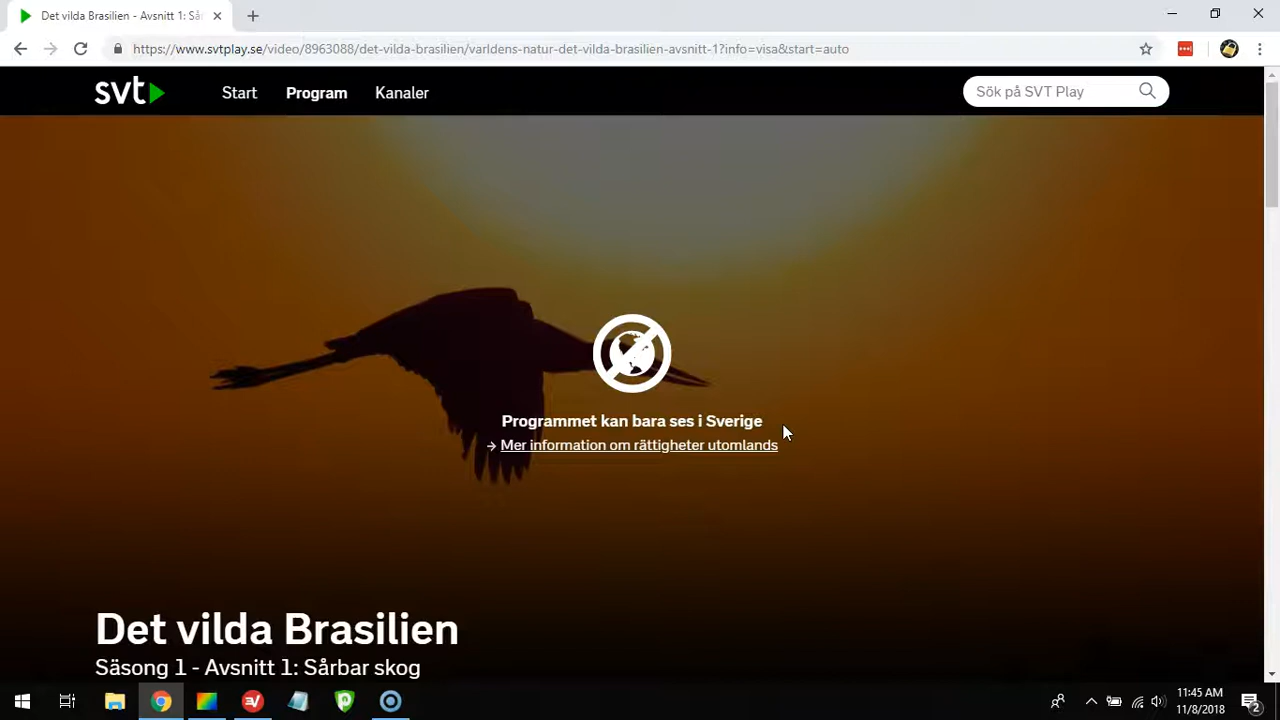 Det vilda Brasilien - Avsnitt 1: Så
https://www.svtplay.se/video/8963088/det-vilda-brasilien/varldens-natur-det-vilda-brasilien-avsnitt-1?info=visa&start=auto
svt Start Program Kanaler Sök på SVT Play
Programmet kan bara ses i Sverige
Mer information om rättigheter utomlands
Det vilda Brasilien
Säsong 1 - Avsnitt 1: Sårbar skog
11:45 AM
11/8/2018
2